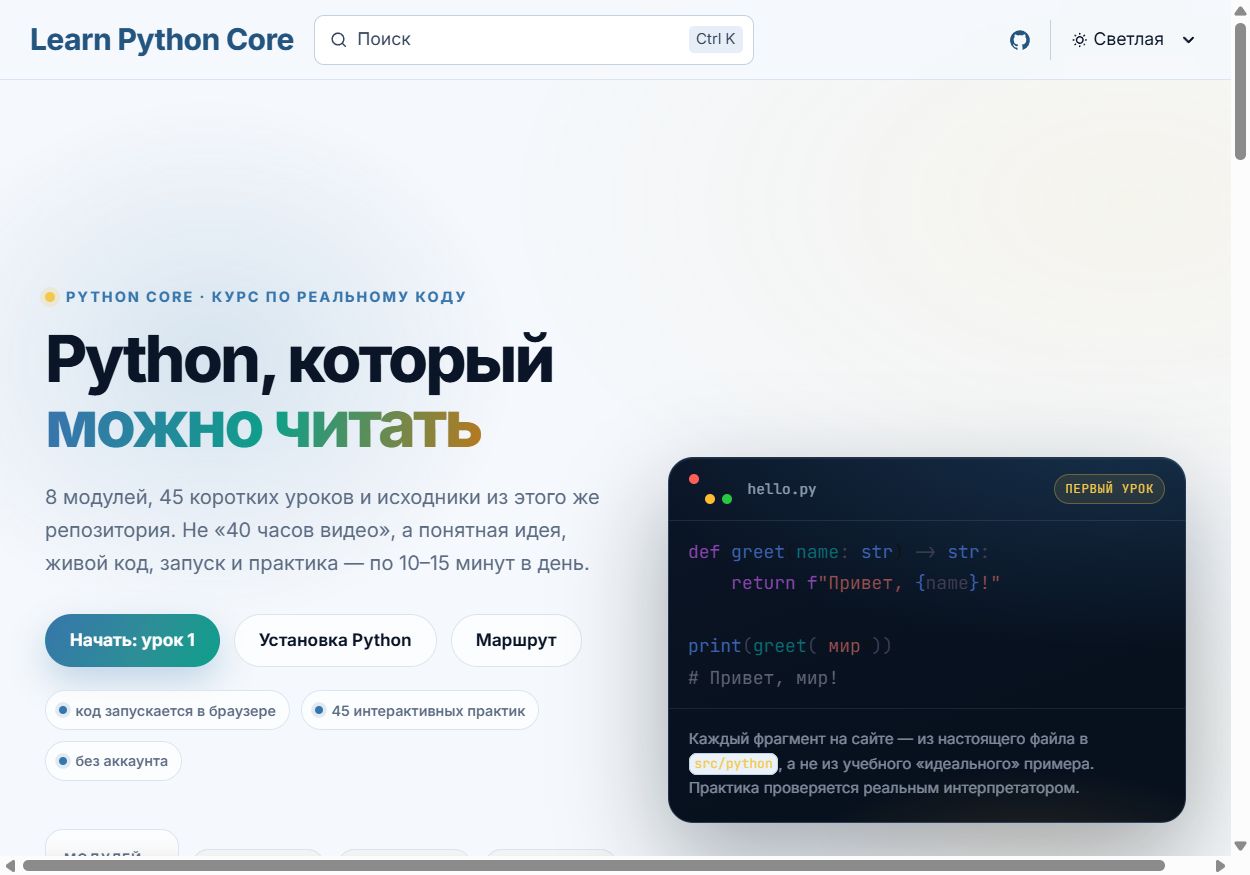 Learn Python Core
Поиск
Ctrl K
Светлая
PYTHON CORE · КУРС ПО РЕАЛЬНОМУ КОДУ
Python, который
можно читать
8 модулей, 45 коротких уроков и исходники из этого же
репозитория. Не «40 часов видео», а понятная идея,
живой код, запуск и практика — по 10–15 минут в день.
Начать: урок 1
Установка Python
Маршрут
код запускается в браузере
45 интерактивных практик
без аккаунта
hello.py
ПЕРВЫЙ УРОК
def greet(name: str) -> str:
return f"Привет, {name}!"
print(greet( мир ))
# Привет, мир!
Каждый фрагмент на сайте — из настоящего файла в
src/python, а не из учебного «идеального» примера.
Практика проверяется реальным интерпретатором.